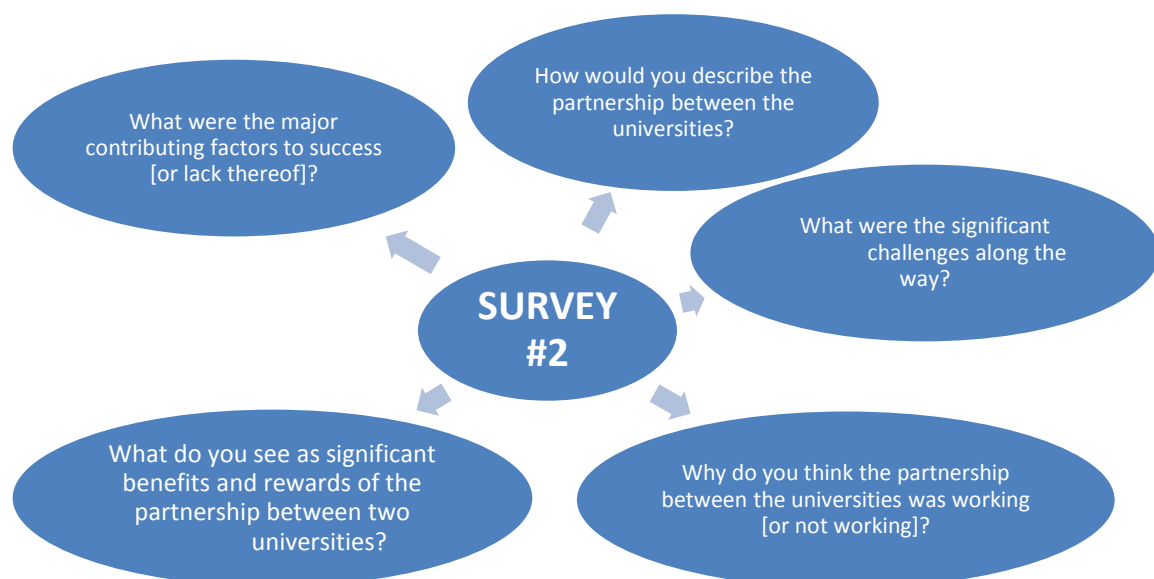 How would you describe the
partnership between the
universities?
What were the major
contributing factors to success
[or lack thereof]?
What were the significant
challenges along the
way?
SURVEY
#2
What do you see as significant
benefits and rewards of the
partnership between two
universities?
Why do you think the partnership
between the universities was working
[or not working]?